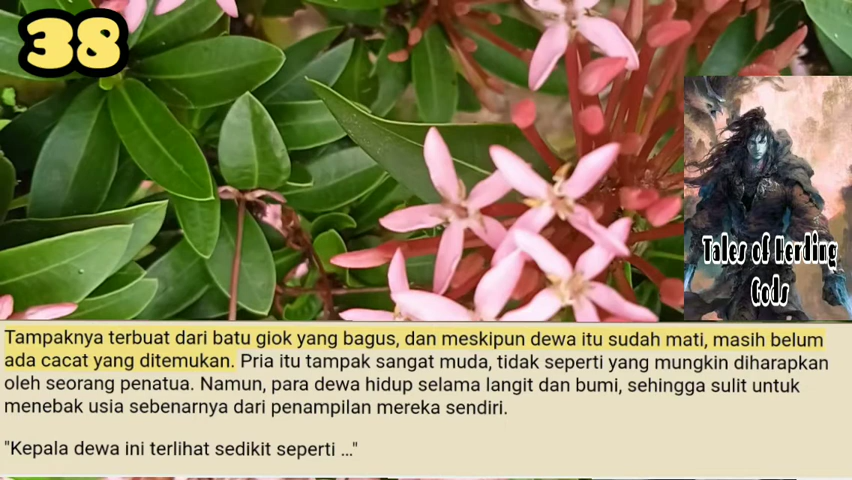 38
Tales of Herding
Gods
Tampaknya terbuat dari batu giok yang bagus, dan meskipun dewa itu sudah mati, masih belum
ada cacat yang ditemukan. Pria itu tampak sangat muda, tidak seperti yang mungkin diharapkan
oleh seorang penatua. Namun, para dewa hidup selama langit dan bumi, sehingga sulit untuk
menebak usia sebenarnya dari penampilan mereka sendiri.
"Kepala dewa ini terlihat sedikit seperti ..."